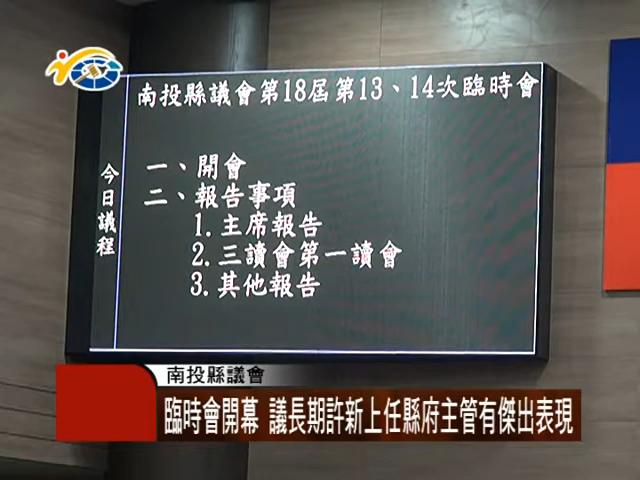 南投縣議會第18屆第13、14次臨時會
今日議程
一、開會
二、報告事項
1.主席報告
2.三讀會第一讀會
3.其他報告
南投縣議會
臨時會開幕 議長期許新上任縣府主管有傑出表現